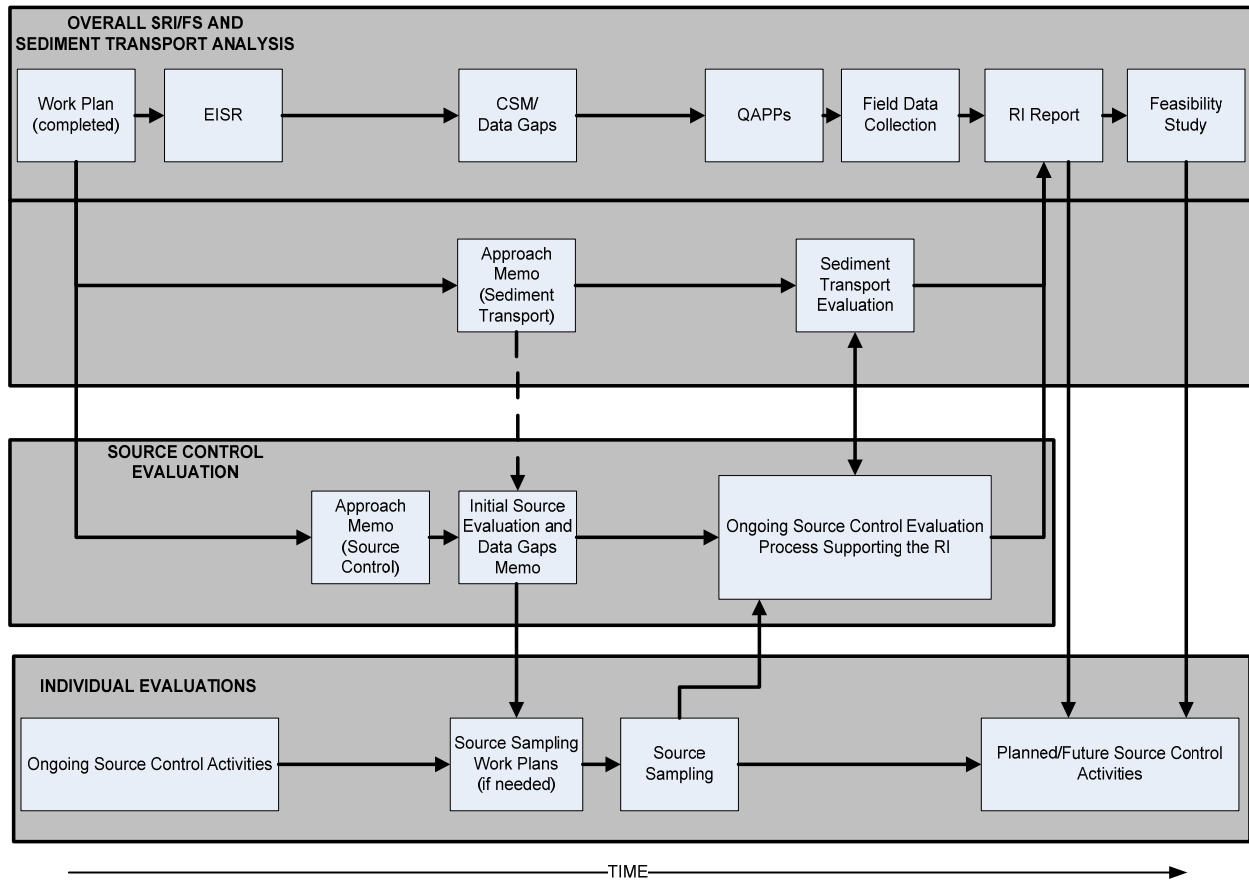 OVERALL SRI/FS AND
SEDIMENT TRANSPORT ANALYSIS
Work Plan
(completed)
EISR
CSM/
Data Gaps
QAPPs
Field Data
Collection
RI Report
Feasibility
Study
Approach
Memo
(Sediment
Transport)
Sediment
Transport
Evaluation
SOURCE CONTROL
EVALUATION
Approach
Memo
(Source
Control)
Initial Source
Evaluation and
Data Gaps
Memo
Ongoing Source Control Evaluation
Process Supporting the RI
INDIVIDUAL EVALUATIONS
Ongoing Source Control Activities
Source Sampling
Work Plans
(if needed)
Source
Sampling
Planned/Future Source Control
Activities
TIME